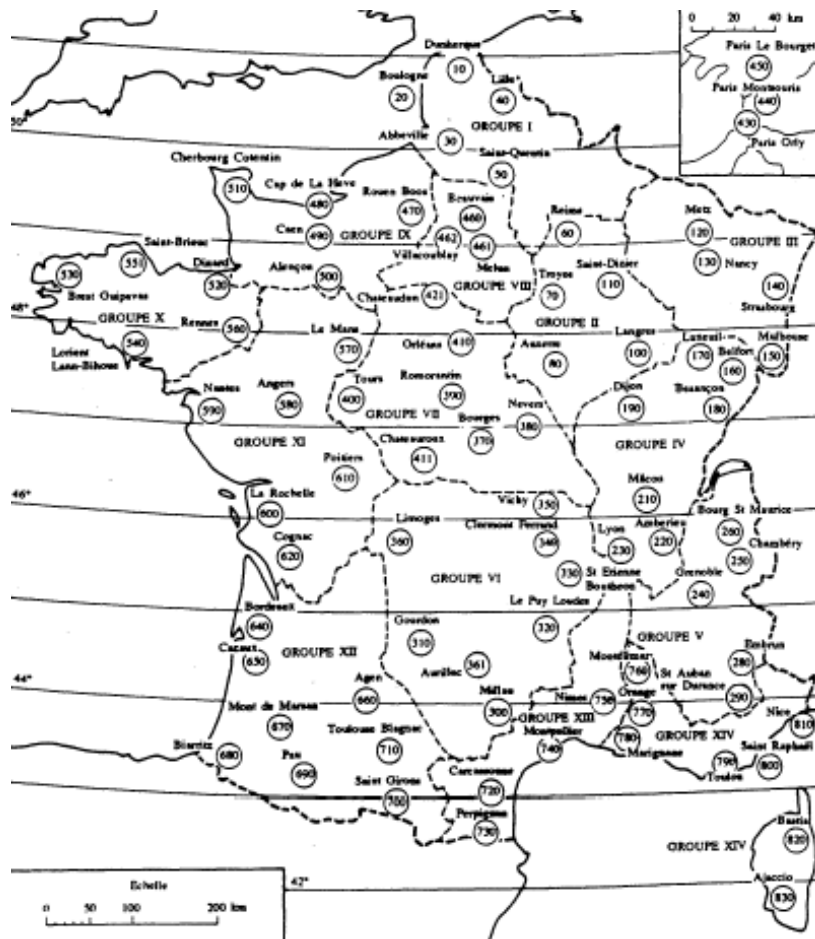 0 20 40 km
Paris Le Bourget
450
Paris Montsouris
440
430
Paris Orly
Dunkerque
10
Boulogne
20
Lille
40
GROUPE I
50°
Abbeville
30
Saint-Quentin
50
Cherbourg Cotentin
510
Cap de La Heve
480
Rouen Boos
470
Beauvais
460
Reims
60
Metz
120
Caen
490
GROUPE IX
462
461
Villacoublay
Melun
GROUPE III
130
Nancy
Saint-Brieuc
551
530
Brest Guipavas
Dinard
520
Alençon
500
Chateaudun
421
GROUPE VIII
Troyes
70
Saint-Dizier
110
140
Strasbourg
48°
GROUPE X
Rennes
560
GROUPE II
540
Lorient
Lann-Bihoue
Le Mans
570
Orléans
410
Auxerre
80
Langres
100
Luxeuil
170
Belfort
160
Mulhouse
150
Nantes
590
Angers
580
Tours
400
Romorantin
390
Dijon
190
Besançon
180
GROUPE VII
Nevers
380
Bourges
370
GROUPE XI
Chateauroux
411
GROUPE IV
Poitiers
610
46°
La Rochelle
600
Vichy
350
Mâcon
210
Limoges
360
Clermont Ferrand
340
Lyon
230
Amberieu
220
Bourg St Maurice
260
Chambéry
250
Cognac
620
GROUPE VI
330
St Etienne
Boutheon
Grenoble
240
Bordeaux
640
Le Puy Loudes
320
Gourdon
310
GROUPE V
Cazaux
650
GROUPE XII
Aurillac
361
Montélimar
760
Embrun
280
St Auban
sur Durance
290
44°
Agen
660
Millau
300
Nimes
750
Orange
770
Nice
810
Mont de Marsan
670
GROUPE XIII
Toulouse Blagnac
710
Montpellier
740
780
Marignane
GROUPE XIV
Biarritz
680
Pau
690
790
Toulon
Saint Raphaël
800
Saint Girons
700
Carcassonne
720
Perpignan
730
Bastia
820
GROUPE XIV
Ajaccio
830
42°
Echelle
0 50 100 200 km